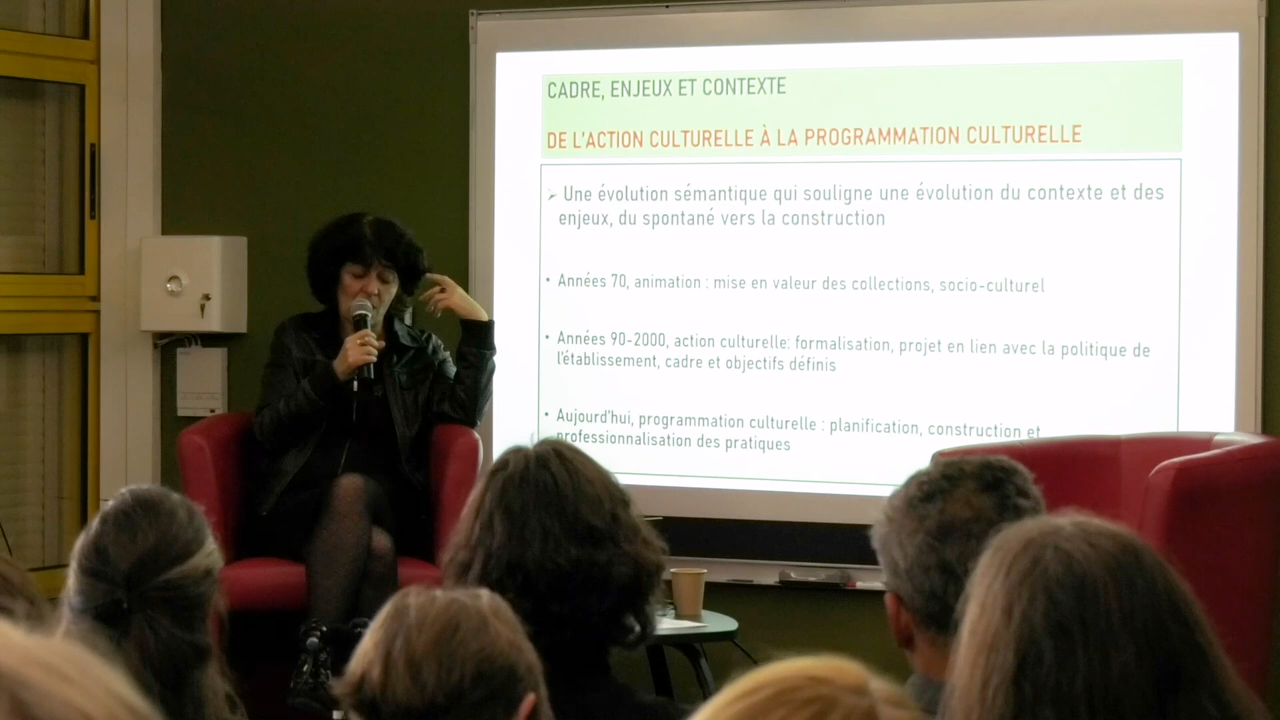 CADRE, ENJEUX ET CONTEXTE
DE L'ACTION CULTURELLE À LA PROGRAMMATION CULTURELLE
➢ Une évolution sémantique qui souligne une évolution du contexte et des
enjeux, du spontané vers la construction
• Années 70, animation : mise en valeur des collections, socio-culturel
• Années 90-2000, action culturelle: formalisation, projet en lien avec la politique de
l'établissement, cadre et objectifs définis
• Aujourd'hui, programmation culturelle : planification, construction et
professionnalisation des pratiques